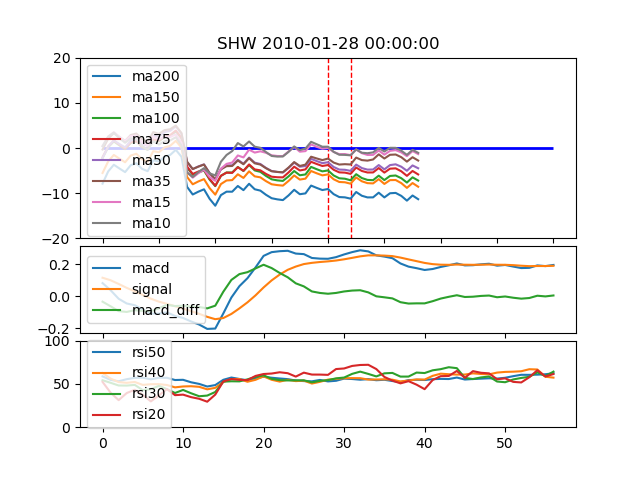 SHW 2010-01-28 00:00:00
20
10
0
−10
−20
ma200
ma150
ma100
ma75
ma50
ma35
ma15
ma10
0.2
0.0
−0.2
macd
signal
macd_diff
100
50
0
rsi50
rsi40
rsi30
rsi20
0 10 20 30 40 50